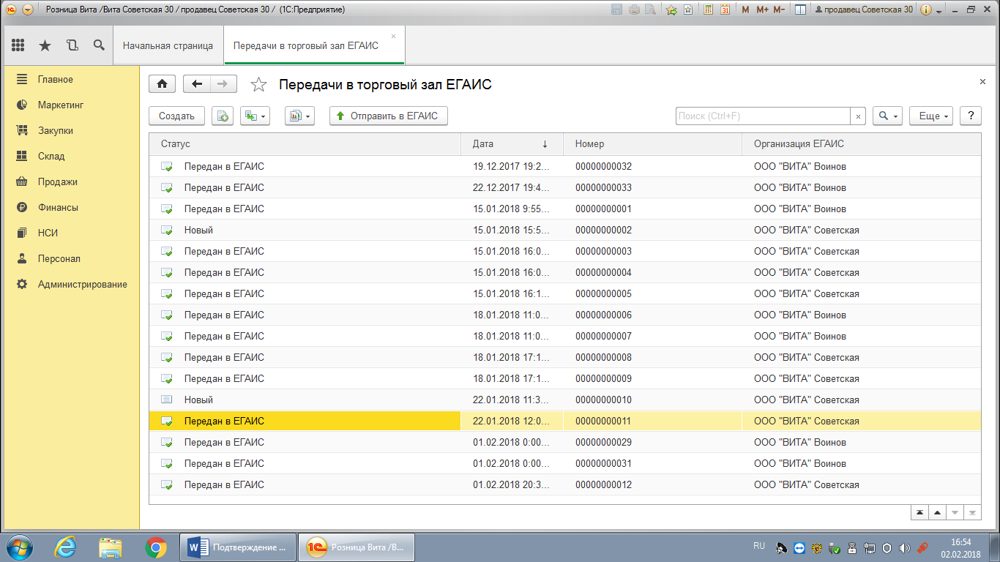 Розница Вита /Вита Советская 30 / продавец Советская 30 / (1С:Предприятие) M M+ M- продавец Советская 30
Начальная страница Передачи в торговый зал ЕГАИС
Главное
Маркетинг
Закупки
Склад
Продажи
Финансы
НСИ
Персонал
Администрирование
Передачи в торговый зал ЕГАИС
Создать Отправить в ЕГАИС Поиск (Ctrl+F) Еще ?
Статус Дата Номер Организация ЕГАИС
Передан в ЕГАИС 19.12.2017 19:2... 00000000032 ООО "ВИТА" Воинов
Передан в ЕГАИС 22.12.2017 19:4... 00000000033 ООО "ВИТА" Воинов
Передан в ЕГАИС 15.01.2018 9:55... 00000000001 ООО "ВИТА" Воинов
Новый 15.01.2018 15:5... 00000000002 ООО "ВИТА" Советская
Передан в ЕГАИС 15.01.2018 16:0... 00000000003 ООО "ВИТА" Советская
Передан в ЕГАИС 15.01.2018 16:0... 00000000004 ООО "ВИТА" Советская
Передан в ЕГАИС 15.01.2018 16:1... 00000000005 ООО "ВИТА" Советская
Передан в ЕГАИС 18.01.2018 11:0... 00000000006 ООО "ВИТА" Воинов
Передан в ЕГАИС 18.01.2018 11:0... 00000000007 ООО "ВИТА" Воинов
Передан в ЕГАИС 18.01.2018 17:1... 00000000008 ООО "ВИТА" Советская
Передан в ЕГАИС 18.01.2018 17:1... 00000000009 ООО "ВИТА" Советская
Новый 22.01.2018 11:3... 00000000010 ООО "ВИТА" Советская
Передан в ЕГАИС 22.01.2018 12:0... 00000000011 ООО "ВИТА" Советская
Передан в ЕГАИС 01.02.2018 0:00... 00000000029 ООО "ВИТА" Воинов
Передан в ЕГАИС 01.02.2018 0:00... 00000000031 ООО "ВИТА" Воинов
Передан в ЕГАИС 01.02.2018 20:3... 00000000012 ООО "ВИТА" Советская
Подтверждение ... Розница Вита /В... RU 16:54
02.02.2018